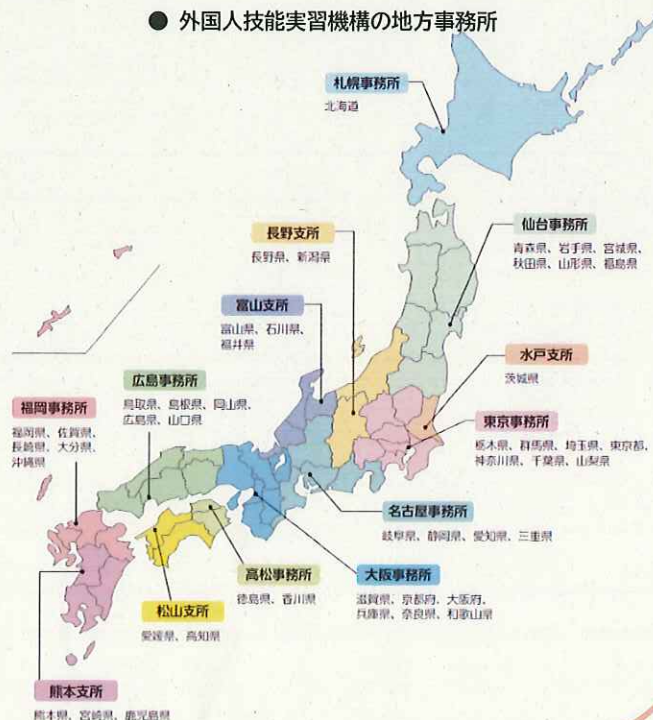 ● 外国人技能実習機構の地方事務所
札幌事務所
北海道
仙台事務所
青森県、岩手県、宮城県、
秋田県、山形県、福島県
長野支所
長野県、新潟県
富山支所
富山県、石川県、
福井県
水戸支所
茨城県
広島事務所
鳥取県、島根県、岡山県、
広島県、山口県
福岡事務所
福岡県、佐賀県、
長崎県、大分県、
沖縄県
東京事務所
栃木県、群馬県、埼玉県、東京都、
神奈川県、千葉県、山梨県
名古屋事務所
岐阜県、静岡県、愛知県、三重県
高松事務所
徳島県、香川県
大阪事務所
滋賀県、京都府、大阪府、
兵庫県、奈良県、和歌山県
松山支所
愛媛県、高知県
熊本支所
熊本県、宮崎県、鹿児島県